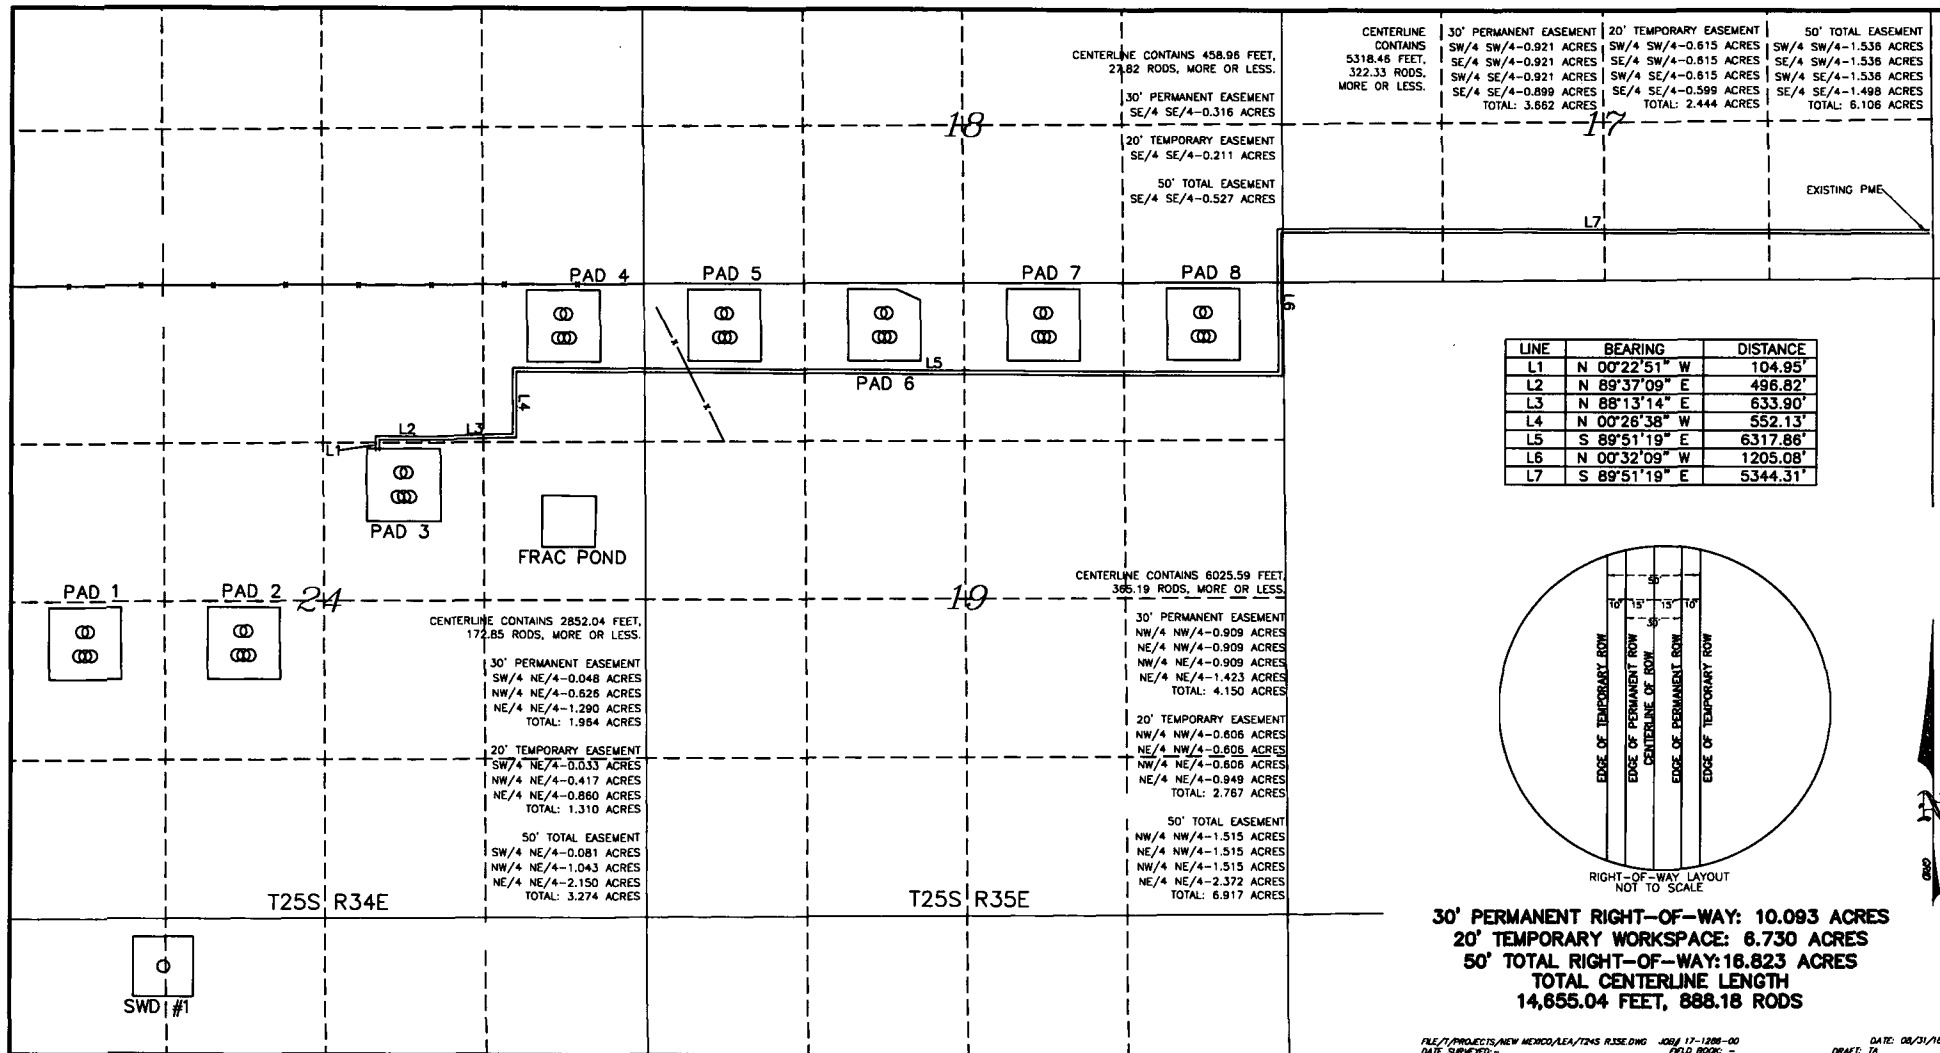 CENTERLINE CONTAINS 458.96 FEET,
27.82 RODS, MORE OR LESS.
30' PERMANENT EASEMENT
SE/4 SE/4-0.316 ACRES
20' TEMPORARY EASEMENT
SE/4 SE/4-0.211 ACRES
50' TOTAL EASEMENT
SE/4 SE/4-0.527 ACRES
CENTERLINE
CONTAINS
5318.46 FEET,
322.33 RODS,
MORE OR LESS.
30' PERMANENT EASEMENT
SW/4 SW/4-0.921 ACRES
SE/4 SW/4-0.921 ACRES
SW/4 SE/4-0.921 ACRES
SE/4 SE/4-0.899 ACRES
TOTAL: 3.662 ACRES
20' TEMPORARY EASEMENT
SW/4 SW/4-0.615 ACRES
SE/4 SW/4-0.615 ACRES
SW/4 SE/4-0.615 ACRES
SE/4 SE/4-0.599 ACRES
TOTAL: 2.444 ACRES
50' TOTAL EASEMENT
SW/4 SW/4-1.536 ACRES
SE/4 SW/4-1.536 ACRES
SW/4 SE/4-1.536 ACRES
SE/4 SE/4-1.498 ACRES
TOTAL: 6.106 ACRES
18
17
EXISTING PME
L7
PAD 4
PAD 5
PAD 7
PAD 8
L6
L5
PAD 6
L4
L2
L3
L1
PAD 3
FRAC POND
LINE BEARING DISTANCE
L1 N 00°22'51" W 104.95'
L2 N 89°37'09" E 496.82'
L3 N 88°13'14" E 633.90'
L4 N 00°26'38" W 552.13'
L5 S 89°51'19" E 6317.86'
L6 N 00°32'09" W 1205.08'
L7 S 89°51'19" E 5344.31'
PAD 1
PAD 2
24
19
CENTERLINE CONTAINS 2852.04 FEET,
172.85 RODS, MORE OR LESS.
30' PERMANENT EASEMENT
SW/4 NE/4-0.048 ACRES
NW/4 NE/4-0.626 ACRES
NE/4 NE/4-1.290 ACRES
TOTAL: 1.964 ACRES
20' TEMPORARY EASEMENT
SW/4 NE/4-0.033 ACRES
NW/4 NE/4-0.417 ACRES
NE/4 NE/4-0.860 ACRES
TOTAL: 1.310 ACRES
50' TOTAL EASEMENT
SW/4 NE/4-0.081 ACRES
NW/4 NE/4-1.043 ACRES
NE/4 NE/4-2.150 ACRES
TOTAL: 3.274 ACRES
CENTERLINE CONTAINS 6025.59 FEET,
365.19 RODS, MORE OR LESS.
30' PERMANENT EASEMENT
NW/4 NW/4-0.909 ACRES
NE/4 NW/4-0.909 ACRES
NW/4 NE/4-0.909 ACRES
NE/4 NE/4-1.423 ACRES
TOTAL: 4.150 ACRES
20' TEMPORARY EASEMENT
NW/4 NW/4-0.606 ACRES
NE/4 NW/4-0.606 ACRES
NW/4 NE/4-0.606 ACRES
NE/4 NE/4-0.949 ACRES
TOTAL: 2.767 ACRES
50' TOTAL EASEMENT
NW/4 NW/4-1.515 ACRES
NE/4 NW/4-1.515 ACRES
NW/4 NE/4-1.515 ACRES
NE/4 NE/4-2.372 ACRES
TOTAL: 6.917 ACRES
50'
10' 15' 15' 10'
30'
EDGE OF TEMPORARY ROW
EDGE OF PERMANENT ROW
CENTERLINE OF ROW
EDGE OF PERMANENT ROW
EDGE OF TEMPORARY ROW
RIGHT-OF-WAY LAYOUT
NOT TO SCALE
GRID
T25S R34E
T25S R35E
SWD #1
30' PERMANENT RIGHT-OF-WAY: 10.093 ACRES
20' TEMPORARY WORKSPACE: 6.730 ACRES
50' TOTAL RIGHT-OF-WAY: 16.823 ACRES
TOTAL CENTERLINE LENGTH
14,655.04 FEET, 888.18 RODS
FILE/T/PROJECTS/NEW MEXICO/LEA/T24S R35E.DWG JOB# 17-1286-00 DATE: 08/31/18
DATE SURVEYED: - FIELD BOOK: - DRAFT: TA